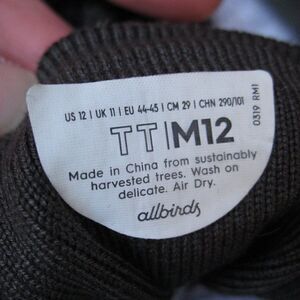 US 12 | UK 11 | EU 44-45 | CM 29 | CHN 290/101
TT|M12
Made in China from sustainably
harvested trees. Wash on
delicate. Air Dry.
allbirds
0319 RM1